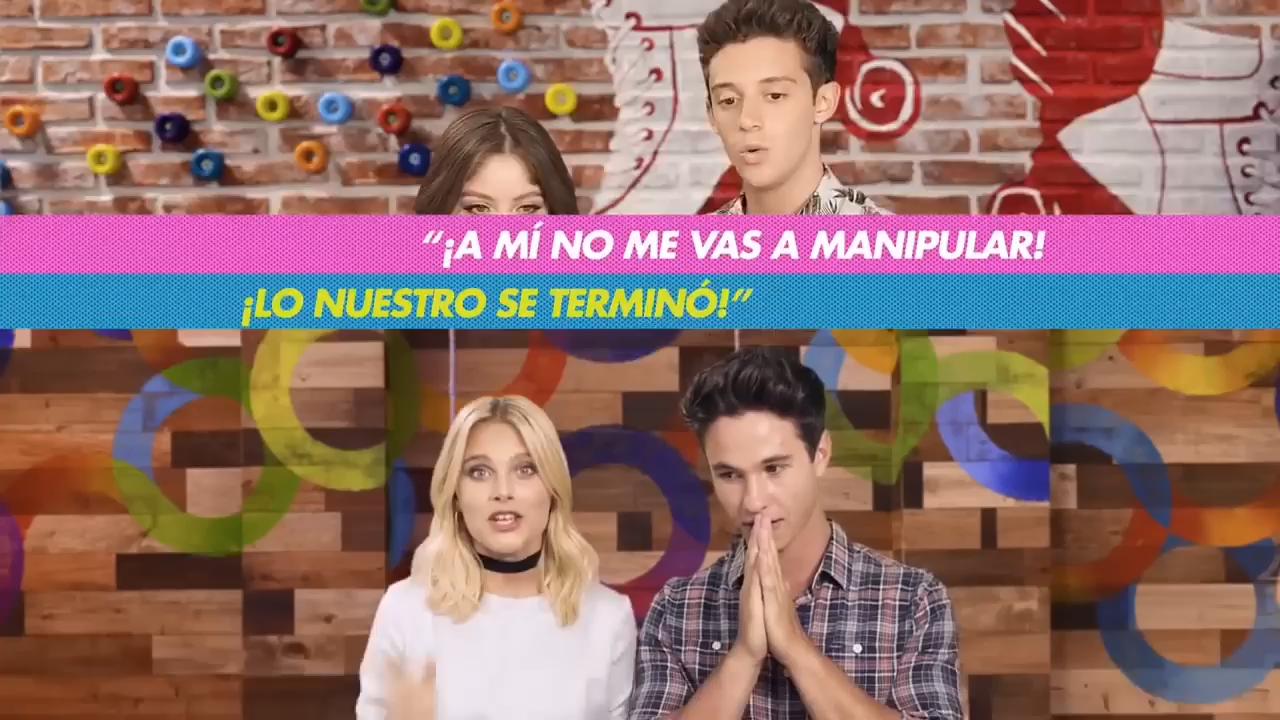 “¡A MÍ NO ME VAS A MANIPULAR!
¡LO NUESTRO SE TERMINÓ!”